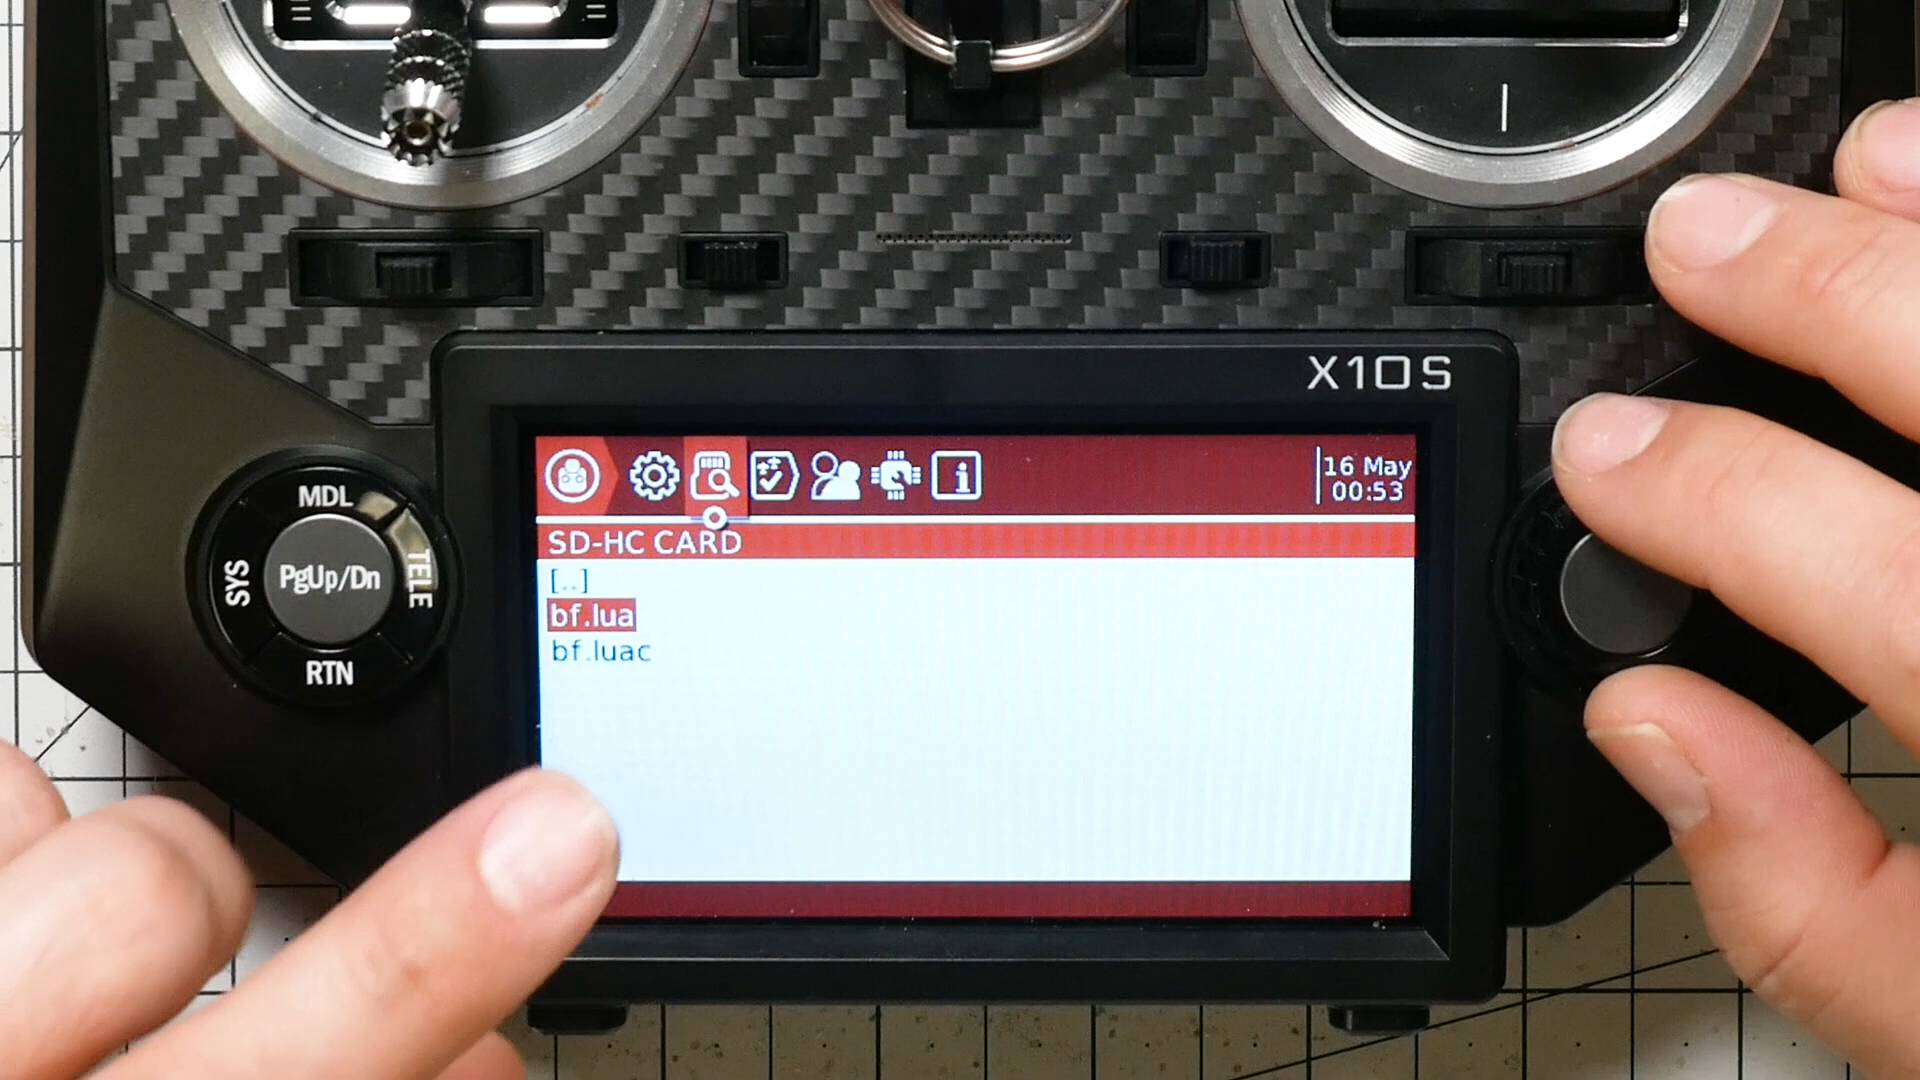 X10S
16 May
00:53
SD-HC CARD
[..]
bf.lua
bf.luac
MDL
TELE
SYS
PgUp/Dn
RTN